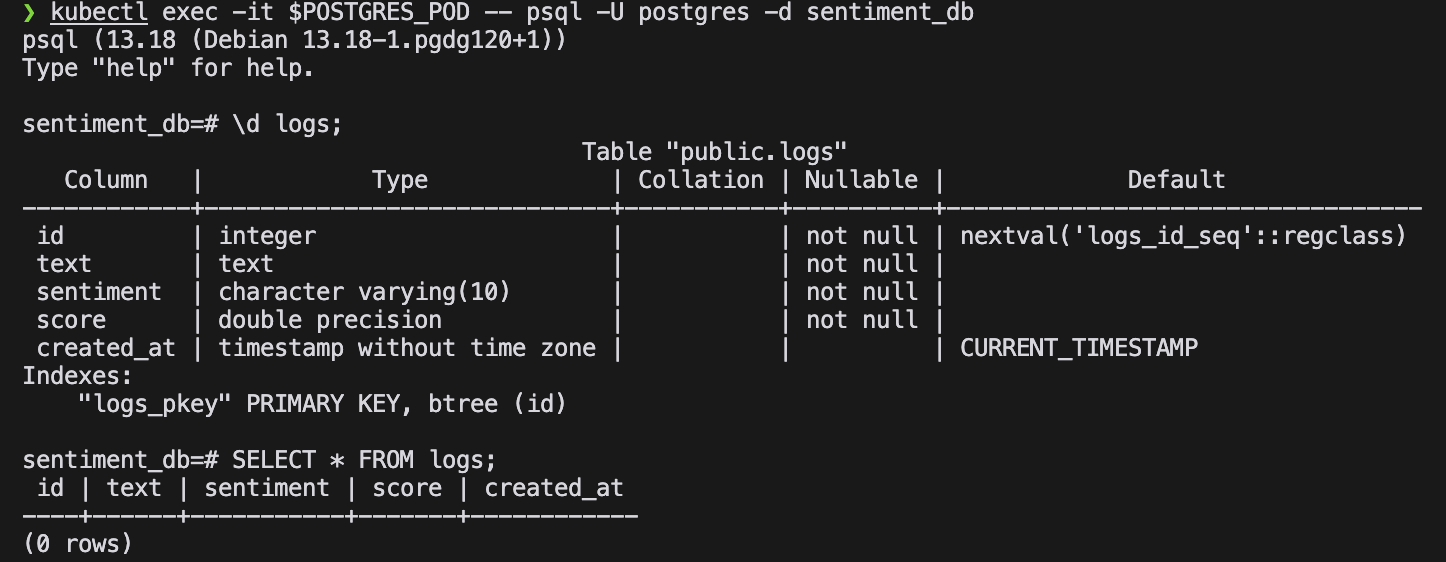 ❯ kubectl exec -it $POSTGRES_POD -- psql -U postgres -d sentiment_db
psql (13.18 (Debian 13.18-1.pgdg120+1))
Type "help" for help.

sentiment_db=# \d logs;
                                        Table "public.logs"
   Column   |            Type             | Collation | Nullable |             Default
------------+-----------------------------+-----------+----------+----------------------------------
 id         | integer                     |           | not null | nextval('logs_id_seq'::regclass)
 text       | text                        |           | not null |
 sentiment  | character varying(10)       |           | not null |
 score      | double precision            |           | not null |
 created_at | timestamp without time zone |           |          | CURRENT_TIMESTAMP
Indexes:
    "logs_pkey" PRIMARY KEY, btree (id)

sentiment_db=# SELECT * FROM logs;
 id | text | sentiment | score | created_at
----+------+-----------+-------+------------
(0 rows)